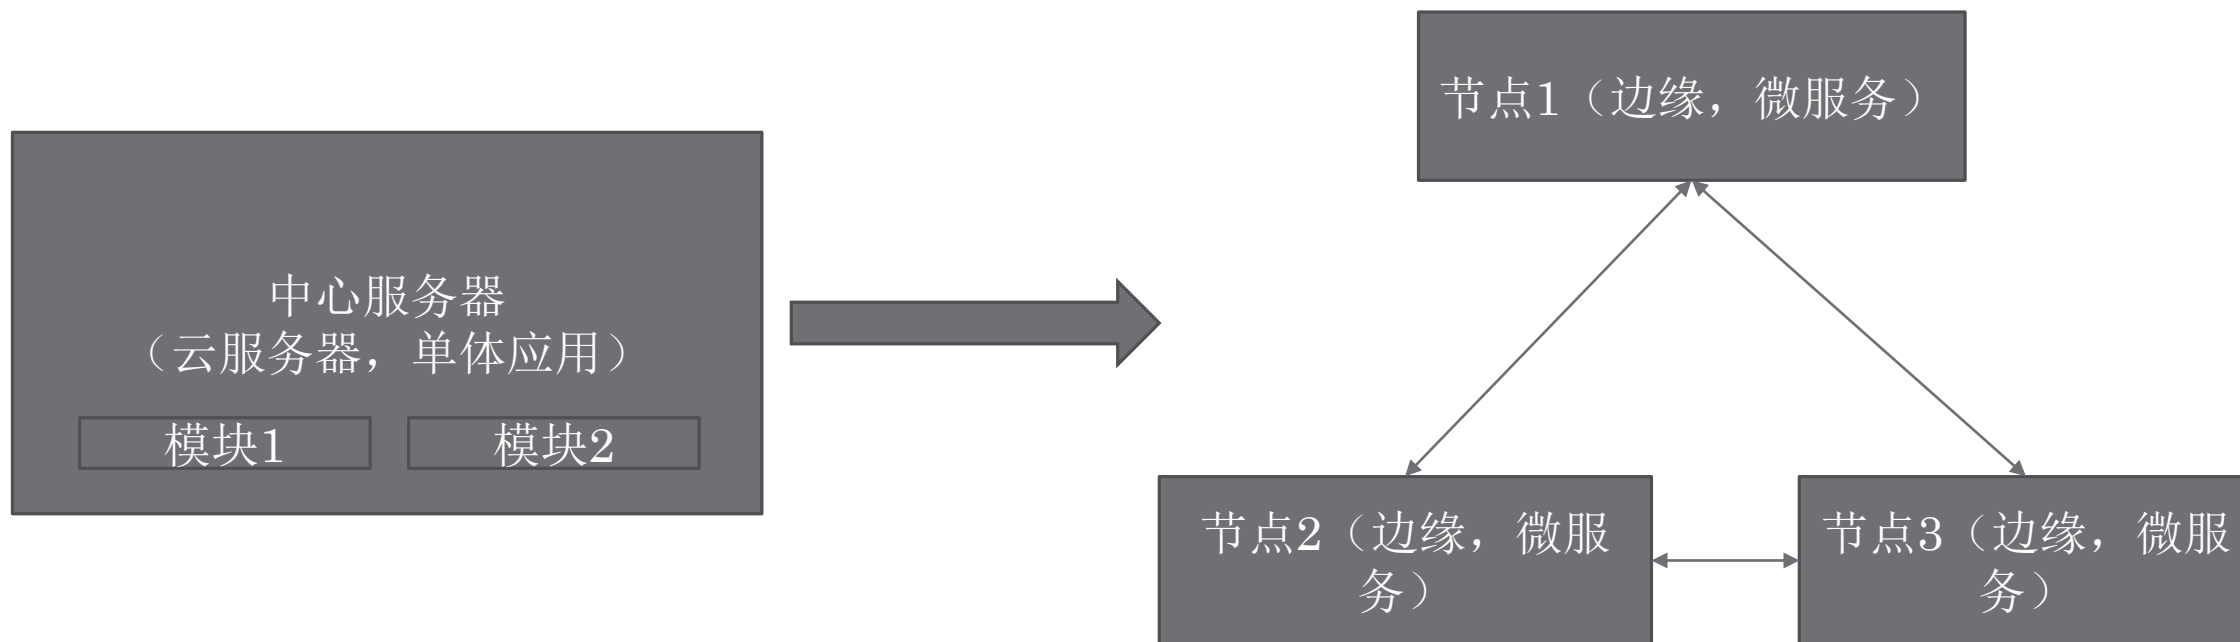 节点1（边缘，微服务）
中心服务器
（云服务器，单体应用）
模块1
模块2
节点2（边缘，微服
务）
节点3（边缘，微服
务）